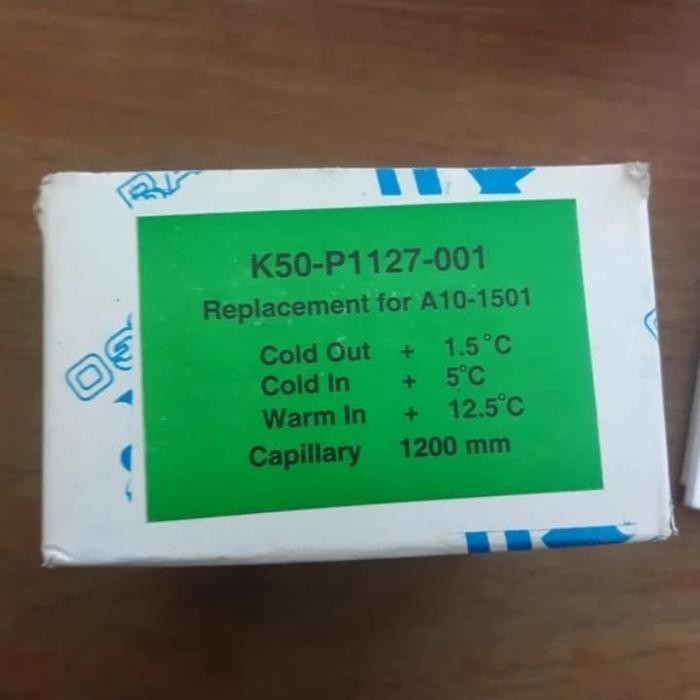 K50-P1127-001
Replacement for A10-1501
Cold Out + 1.5°C
Cold In + 5°C
Warm In + 12.5°C
Capillary 1200 mm